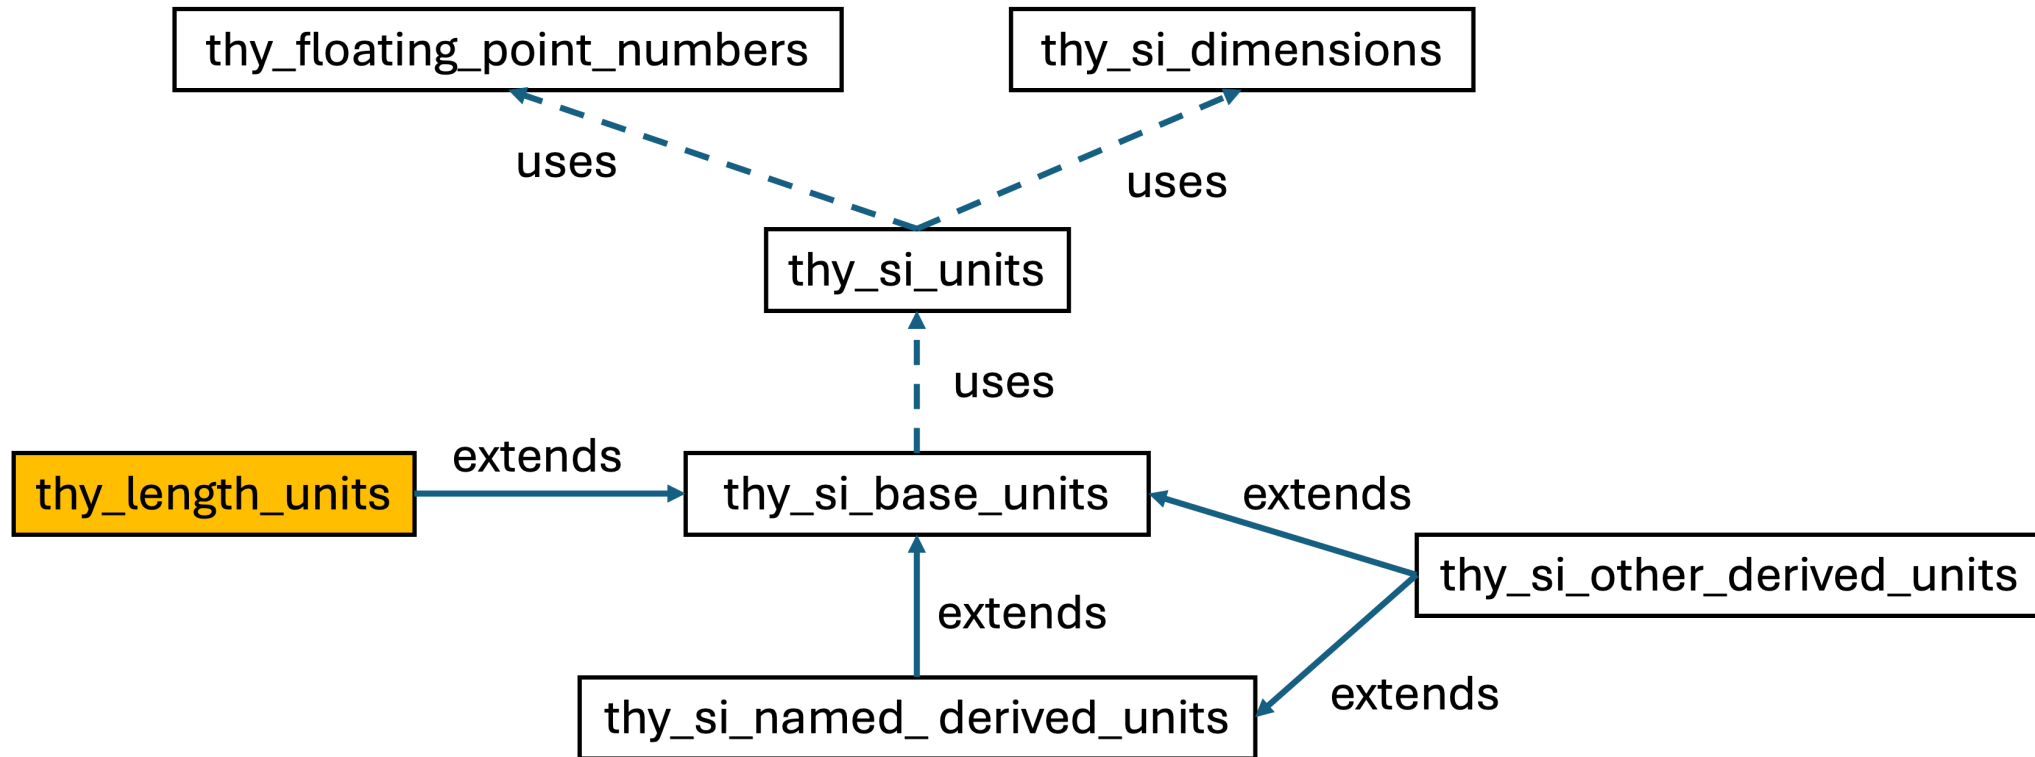 thy_floating_point_numbers
thy_si_dimensions
uses
uses
thy_si_units
uses
thy_length_units
extends
thy_si_base_units
extends
thy_si_other_derived_units
extends
thy_si_named_ derived_units
extends